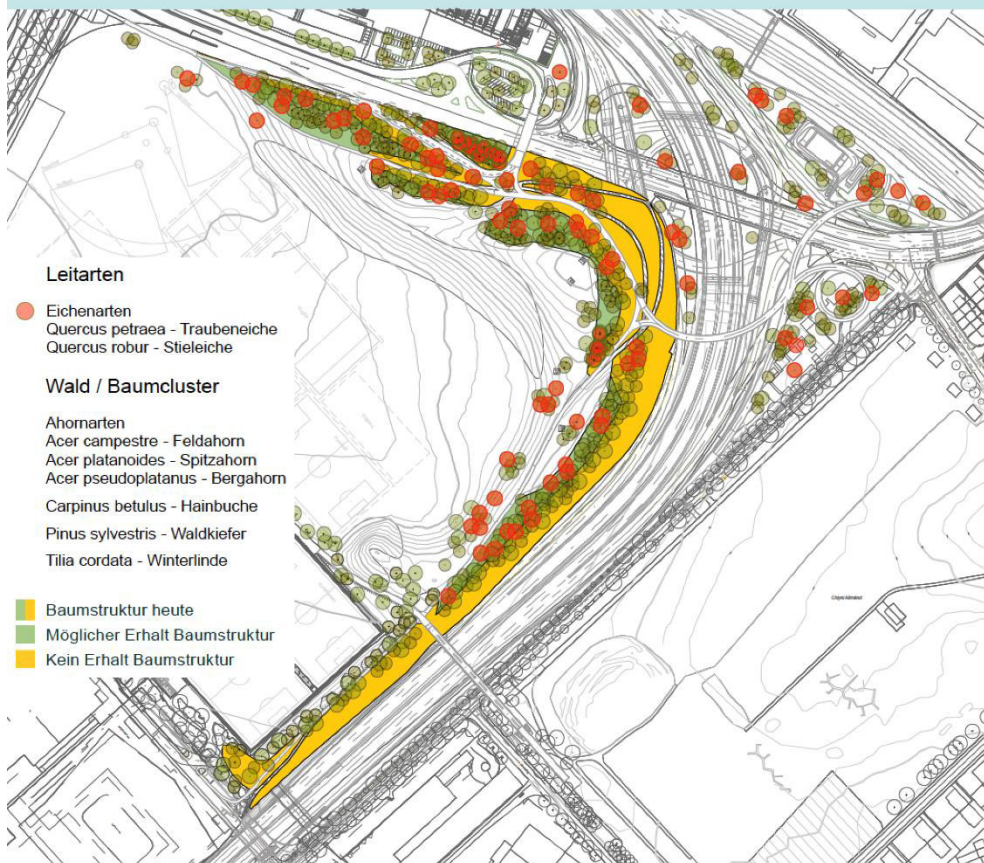 Leitarten
Eichenarten
Quercus petraea - Traubeneiche
Quercus robur - Stieleiche
Wald / Baumcluster
Ahornarten
Acer campestre - Feldahorn
Acer platanoides - Spitzahorn
Acer pseudoplatanus - Bergahorn
Carpinus betulus - Hainbuche
Pinus sylvestris - Waldkiefer
Tilia cordata - Winterlinde
Baumstruktur heute
Möglicher Erhalt Baumstruktur
Kein Erhalt Baumstruktur